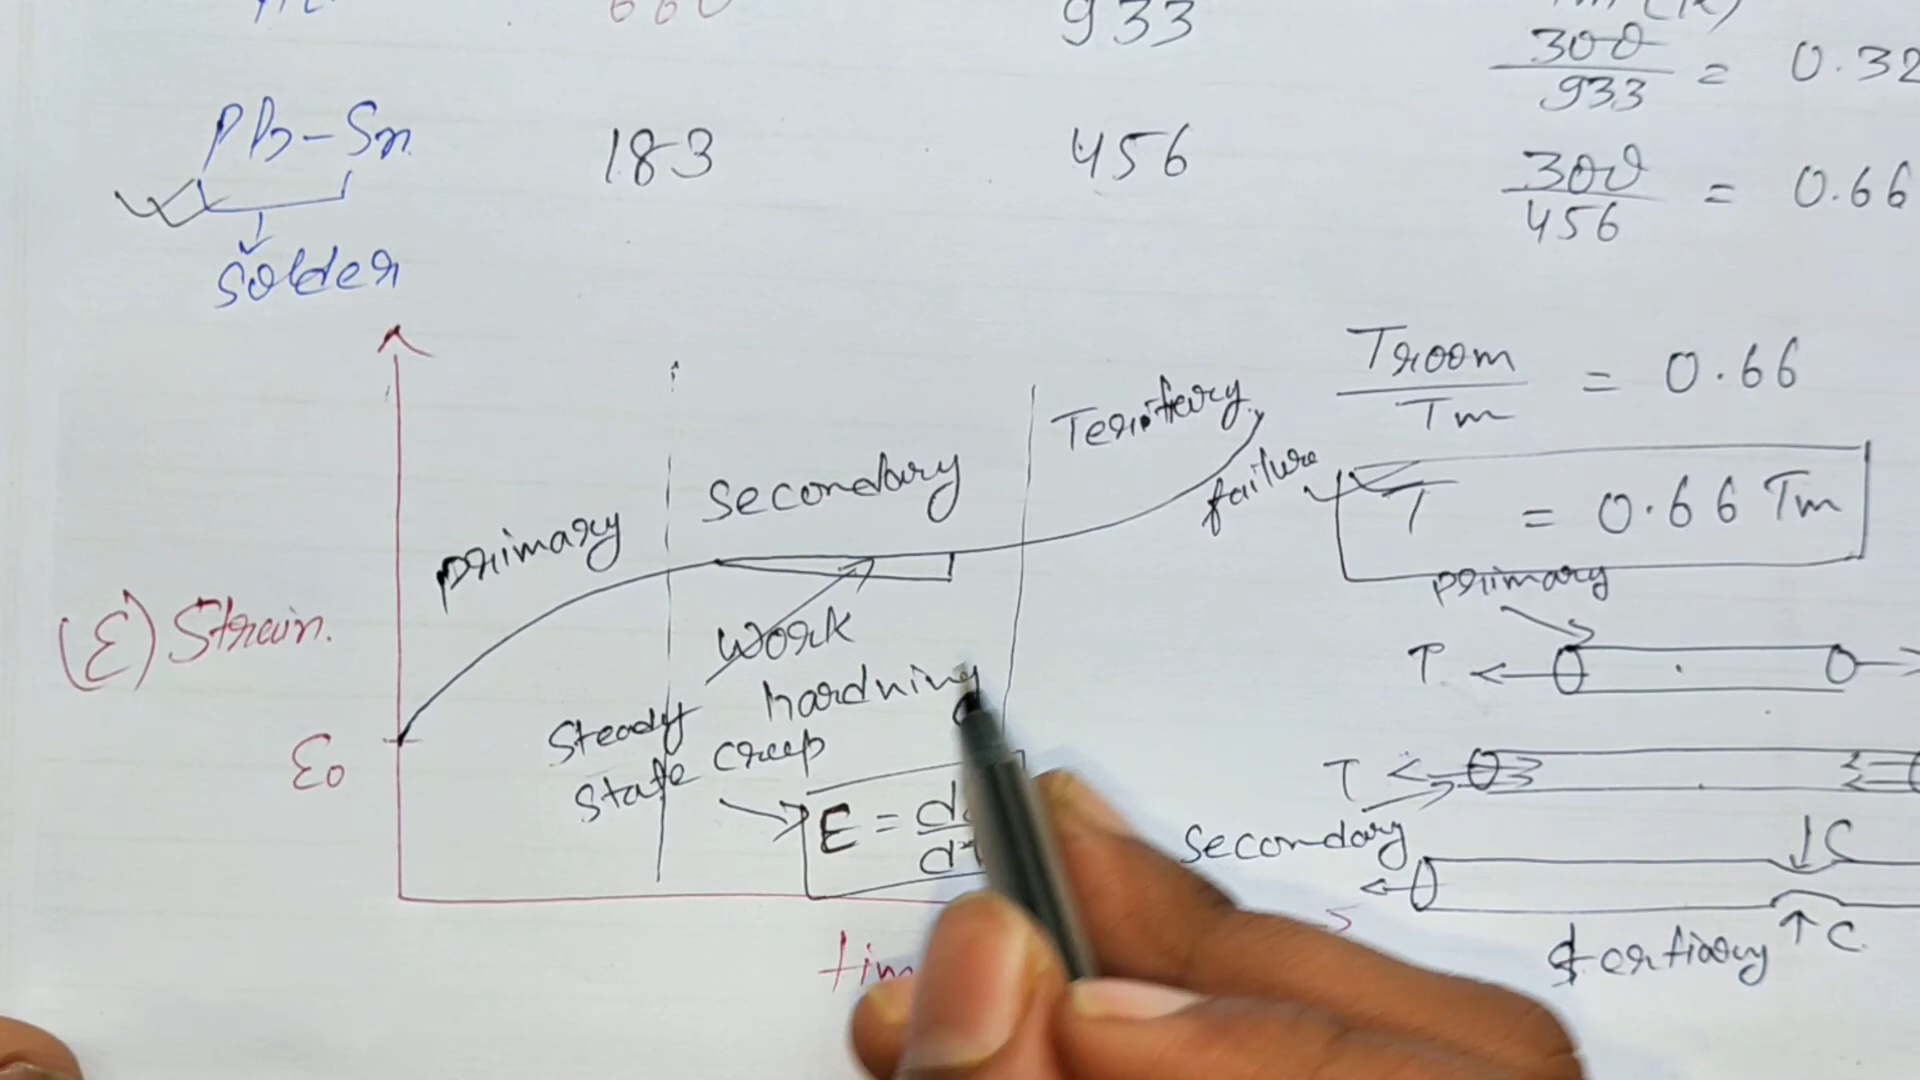 933
300/933 = 0.32
Pb-Sn 183 456 300/456 = 0.66
Solder
Troom/Tm = 0.66
T = 0.66 Tm
primary
Secondary
Tertiary
failure
(ε) Strain.
work
hardning
Steady
state creep
ε0
E =
primary
T
T
Secondary
C
C
tertiary